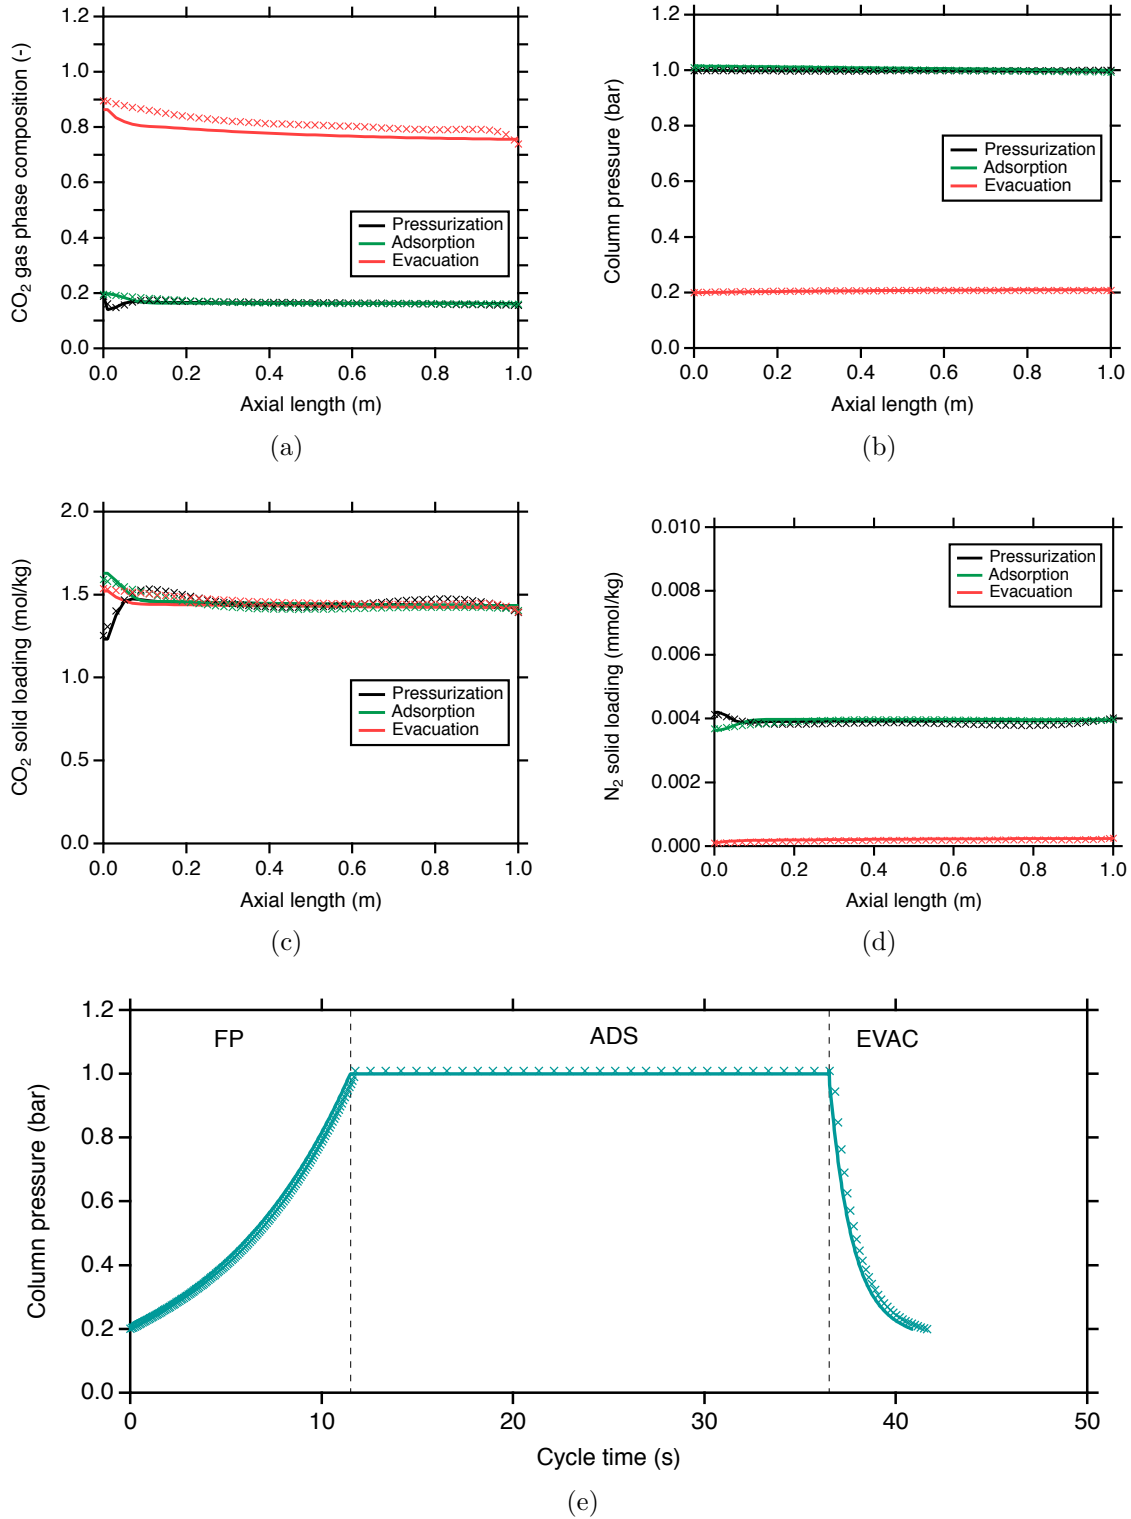 1.2
1.0
0.8
0.6
0.4
0.2
0.0
CO2 gas phase composition (-)
Pressurization
Adsorption
Evacuation
0.0 0.2 0.4 0.6 0.8 1.0
Axial length (m)
(a)
1.2
1.0
0.8
0.6
0.4
0.2
0.0
Column pressure (bar)
Pressurization
Adsorption
Evacuation
0.0 0.2 0.4 0.6 0.8 1.0
Axial length (m)
(b)
2.0
1.5
1.0
0.5
0.0
CO2 solid loading (mol/kg)
Pressurization
Adsorption
Evacuation
0.0 0.2 0.4 0.6 0.8 1.0
Axial length (m)
(c)
0.010
0.008
0.006
0.004
0.002
0.000
N2 solid loading (mmol/kg)
Pressurization
Adsorption
Evacuation
0.0 0.2 0.4 0.6 0.8 1.0
Axial length (m)
(d)
1.2
1.0
0.8
0.6
0.4
0.2
0.0
Column pressure (bar)
FP ADS EVAC
0 10 20 30 40 50
Cycle time (s)
(e)